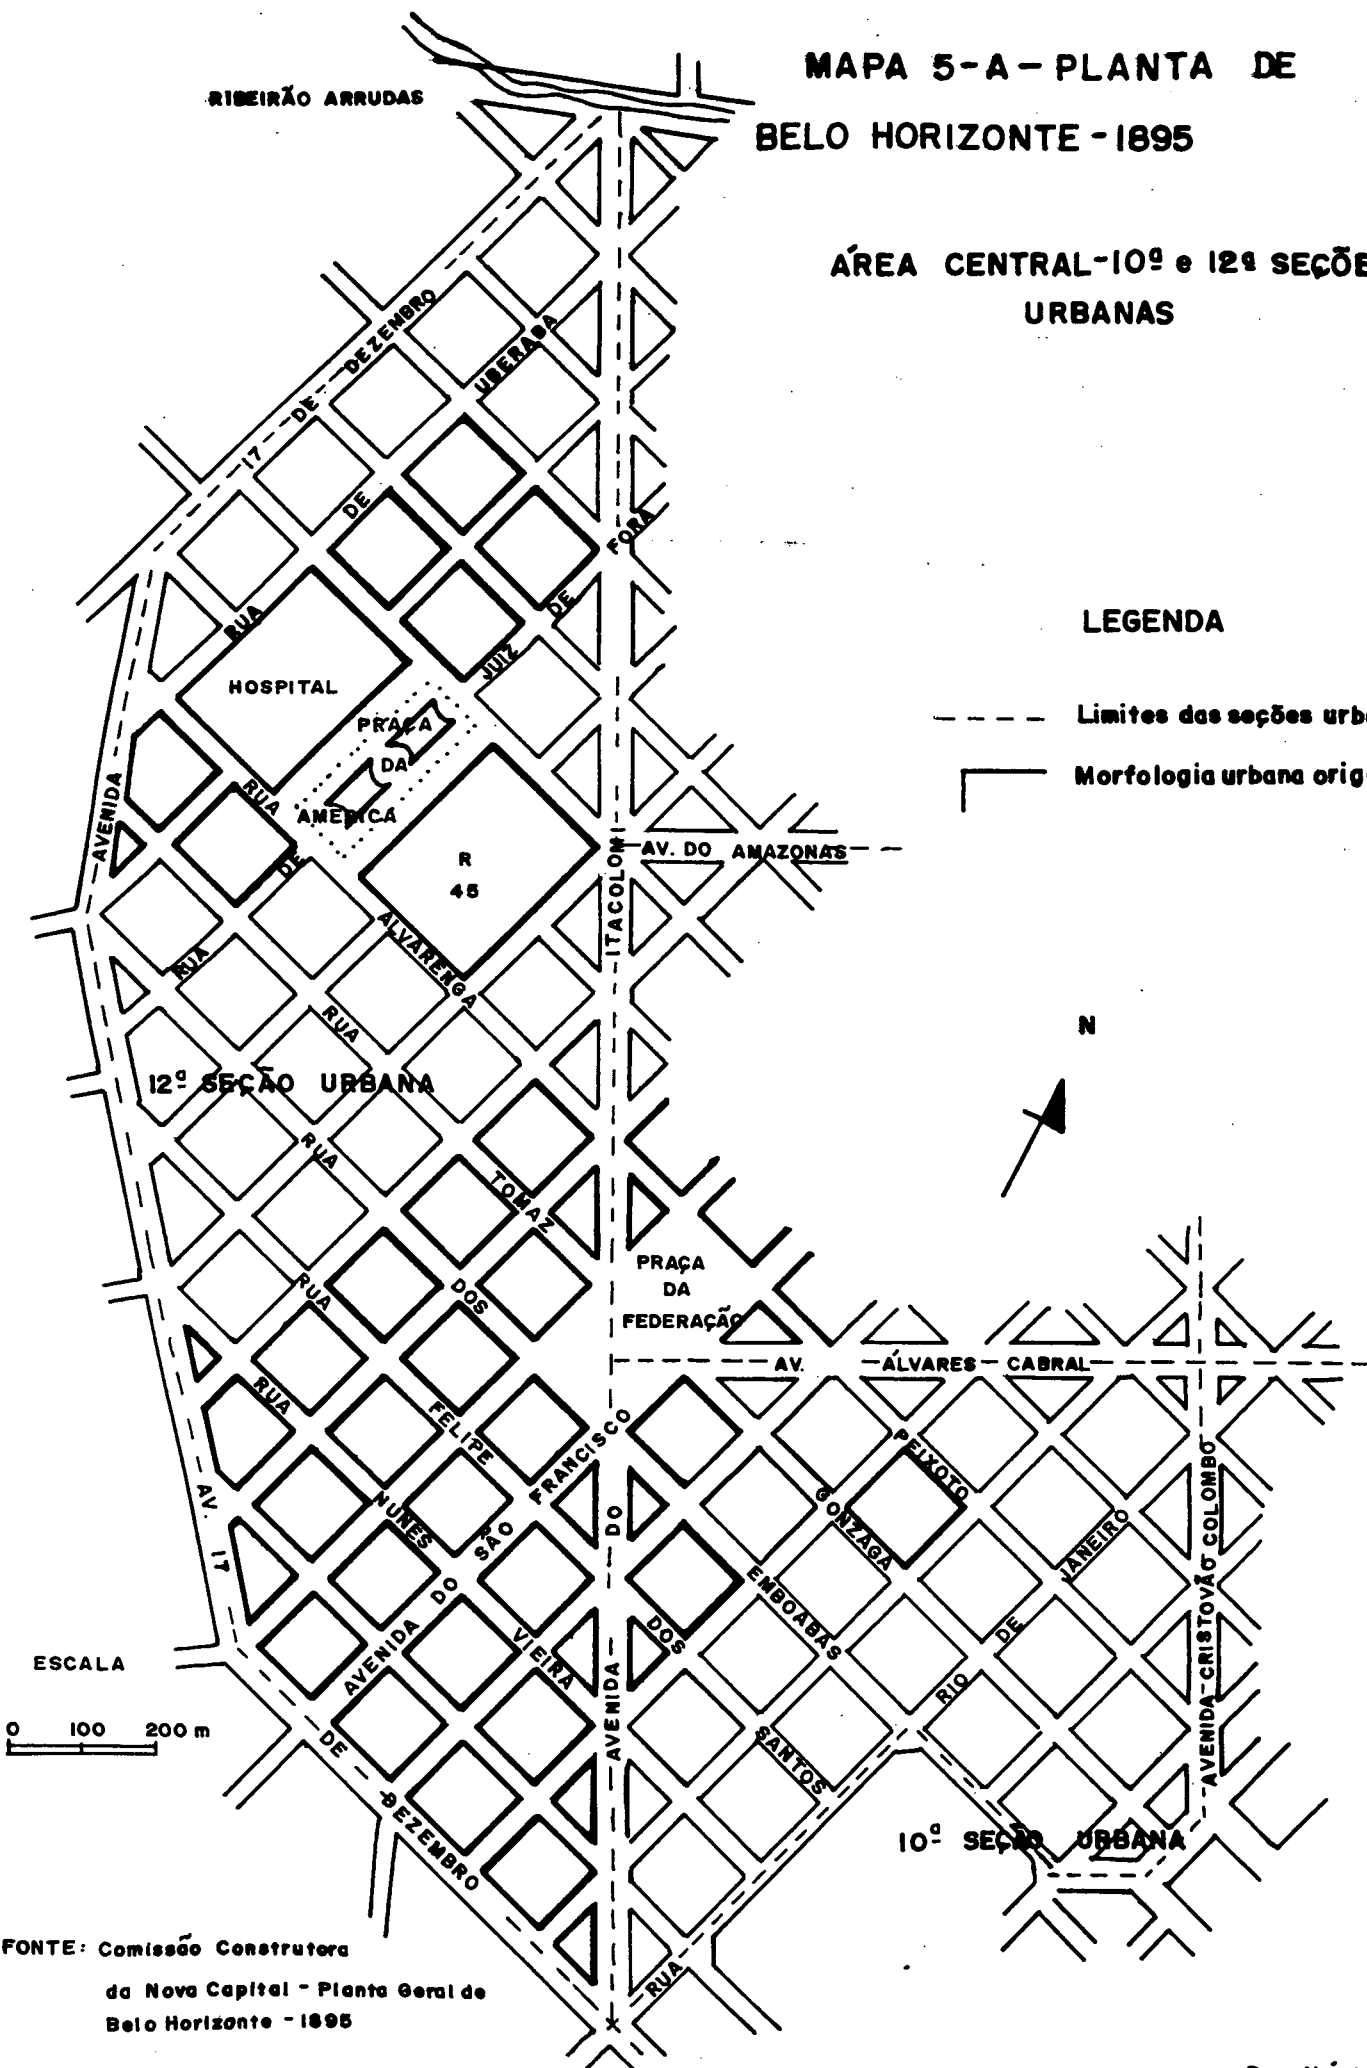 MAPA 5-A-PLANTA DE
BELO HORIZONTE-1895
RIBEIRÃO ARRUDAS
ÁREA CENTRAL-10ª e 12ª SEÇÕE
URBANAS
17 DE DEZEMBRO
RUA DE UBERABA
JUIZ DE FORA
LEGENDA
Limites das seções urb
Morfologia urbana orig
HOSPITAL
PRAÇA
DA
AMERICA
AVENIDA
RUA DE
ALVARENGA
R
45
ITACOLOMI
AV. DO AMAZONAS
RUA
RUA
N
12ª SEÇÃO URBANA
RUA
TOMAZ
DOS
PRAÇA
DA
FEDERAÇÃO
RUA
FELIPE
AV. ÁLVARES CABRAL
RUA
NUNES
VIEIRA
AVENIDA DO SÃO FRANCISCO
AVENIDA DO
PEIXOTO
GONZAGA
EMBOABAS
DOS
SANTOS
RIO DE JANEIRO
AVENIDA-CRISTOVÃO COLOMBO
AV. 17
DE DEZEMBRO
ESCALA
0 100 200 m
10ª SEÇÃO URBANA
RUA
FONTE: Comissão Construtora
da Nova Capital - Planta Geral de
Belo Horizonte - 1895